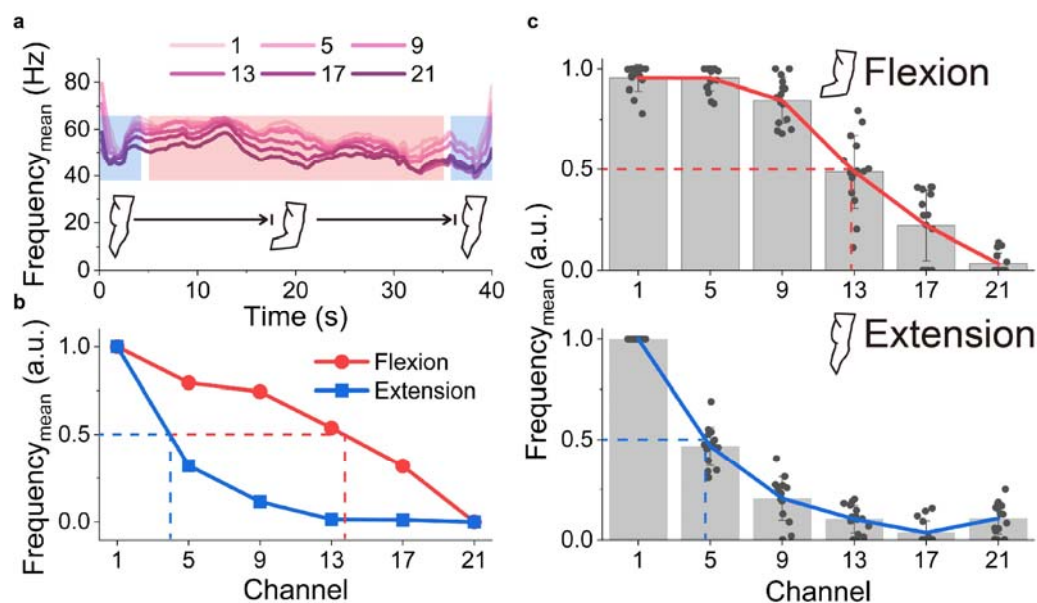 a
1 5 9
13 17 21
Frequencymean (Hz)
80
60
40
20
0
0 10 20 30 40
Time (s)
b
Frequencymean (a.u.)
1.0
0.5
0.0
Flexion
Extension
1 5 9 13 17 21
Channel
c
Frequencymean (a.u.)
Flexion
1.0
0.5
0.0
1 5 9 13 17 21
Extension
1.0
0.5
0.0
1 5 9 13 17 21
Channel